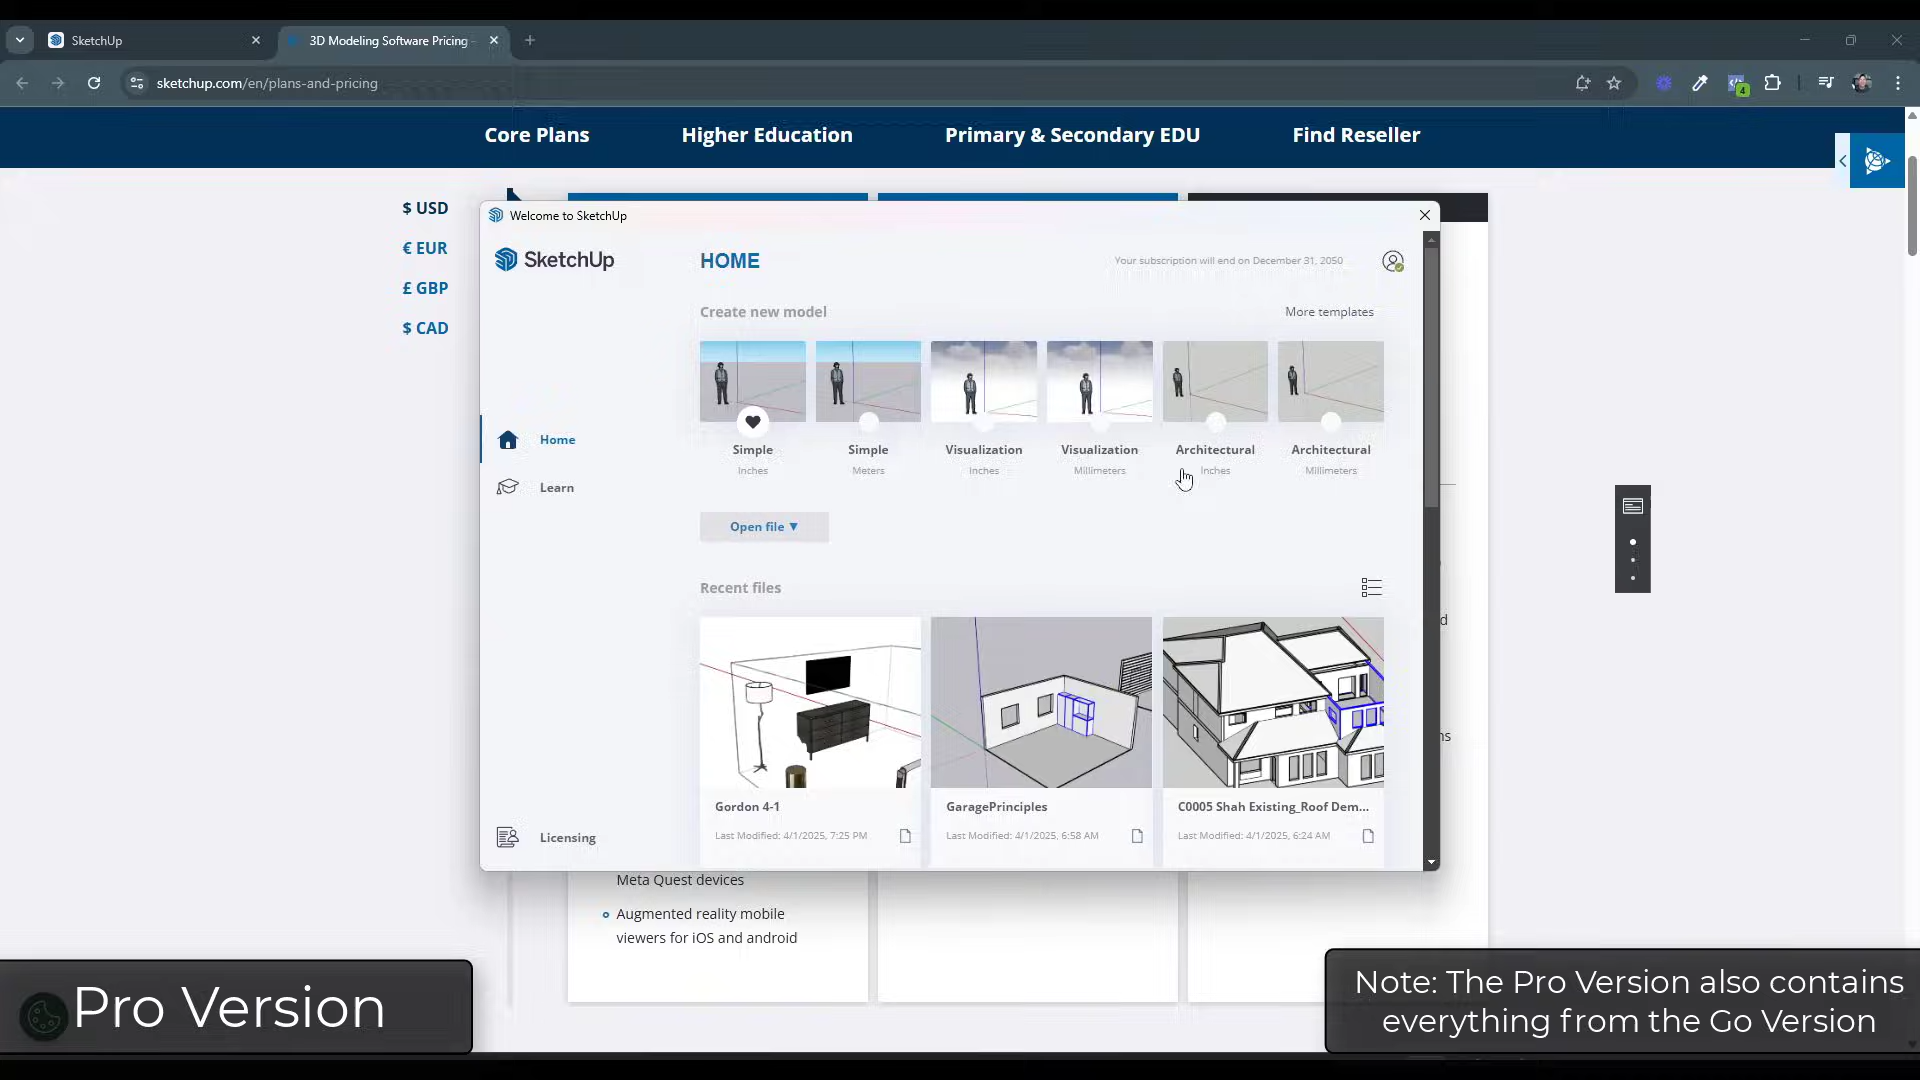 SketchUp
3D Modeling Software Pricing
sketchup.com/en/plans-and-pricing
4
Core Plans
Higher Education
Primary & Secondary EDU
Find Reseller
$ USD
€ EUR
£ GBP
$ CAD
Welcome to SketchUp
SketchUp
HOME
Your subscription will end on December 31, 2050
Create new model
More templates
Simple
Inches
Simple
Meters
Visualization
Inches
Visualization
Millimeters
Architectural
Inches
Architectural
Millimeters
Home
Learn
Open file ▼
Recent files
Gordon 4-1
Last Modified: 4/1/2025, 7:25 PM
GaragePrinciples
Last Modified: 4/1/2025, 6:58 AM
C0005 Shah Existing_Roof Dem...
Last Modified: 4/1/2025, 6:24 AM
Licensing
Meta Quest devices
Augmented reality mobile
viewers for iOS and android
Pro Version
Note: The Pro Version also contains
everything from the Go Version